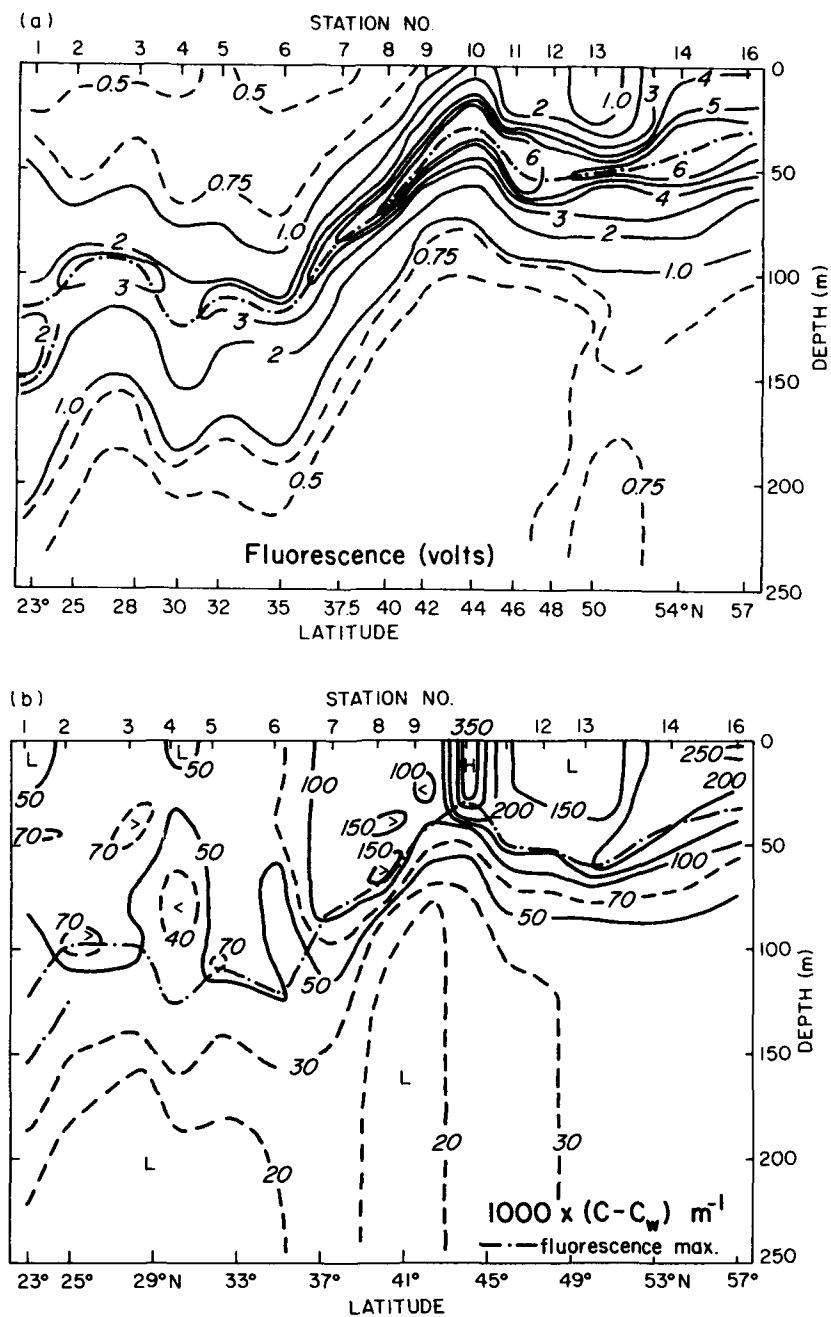 (a)
STATION NO.
1 2 3 4 5 6 7 8 9 10 11 12 13 14 16
0.5 0.5 2 1.0 3 4 0
5
0.75 6 6 50
1.0 3 4
2 0.75 2
3 3 1.0 100
2 2
DEPTH (m)
1.0 150
0.5 0.75 200
Fluorescence (volts)
250
23° 25 28 30 32 35 37.5 40 42 44 46 48 50 54°N 57
LATITUDE
(b)
STATION NO.
1 2 3 4 5 6 7 8 9 350 12 13 14 16
L L 100 100 H L 250 0
50 50 < 200 150 200
70 > 150
70 50 150 > 100 50
< 70
70 > 40 70 50 50 100
DEPTH (m)
30 L 150
L 20 20 30 200
1000 x (C-Cw) m-1
fluorescence max.
250
23° 25° 29°N 33° 37° 41° 45° 49° 53°N 57°
LATITUDE